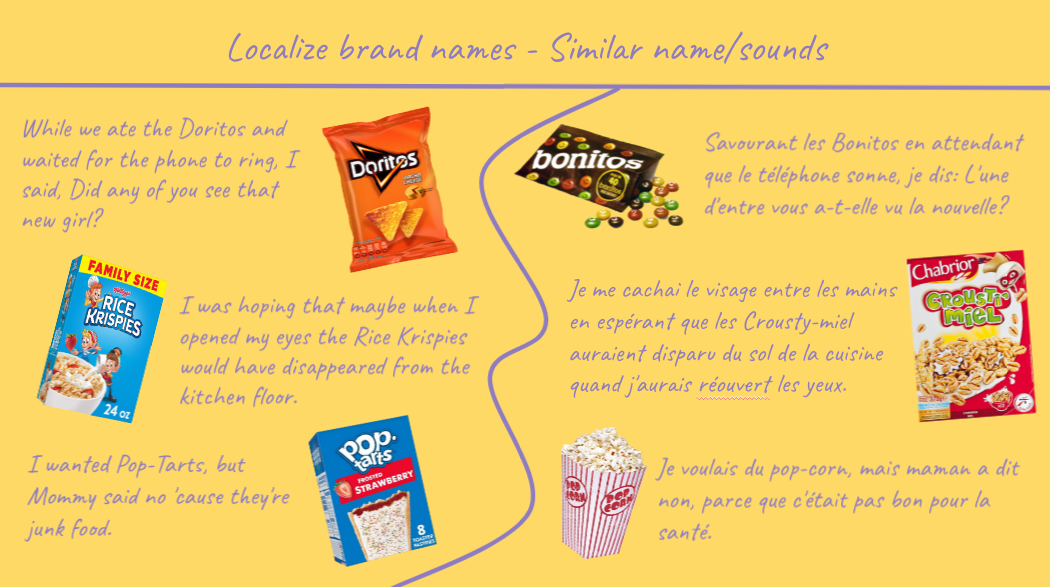 Localize brand names - Similar name/sounds
While we ate the Doritos and
waited for the phone to ring, I
said, Did any of you see that
new girl?
Doritos
bonitos
Savourant les Bonitos en attendant
que le téléphone sonne, je dis: L'une
d'entre vous a-t-elle vu la nouvelle?
FAMILY SIZE
Kellogg's
RICE
KRISPIES
24 OZ
I was hoping that maybe when I
opened my eyes the Rice Krispies
would have disappeared from the
kitchen floor.
Je me cachai le visage entre les mains
en espérant que les Crousty-miel
auraient disparu du sol de la cuisine
quand j'aurais réouvert les yeux.
Chabrior
CROUSTI
MIEL
I wanted Pop-Tarts, but
Mommy said no 'cause they're
junk food.
pop.
tarts
FROSTED
STRAWBERRY
8
TOASTER
PASTRIES
POP
CORN
POP
CORN
Je voulais du pop-corn, mais maman a dit
non, parce que c'était pas bon pour la
santé.